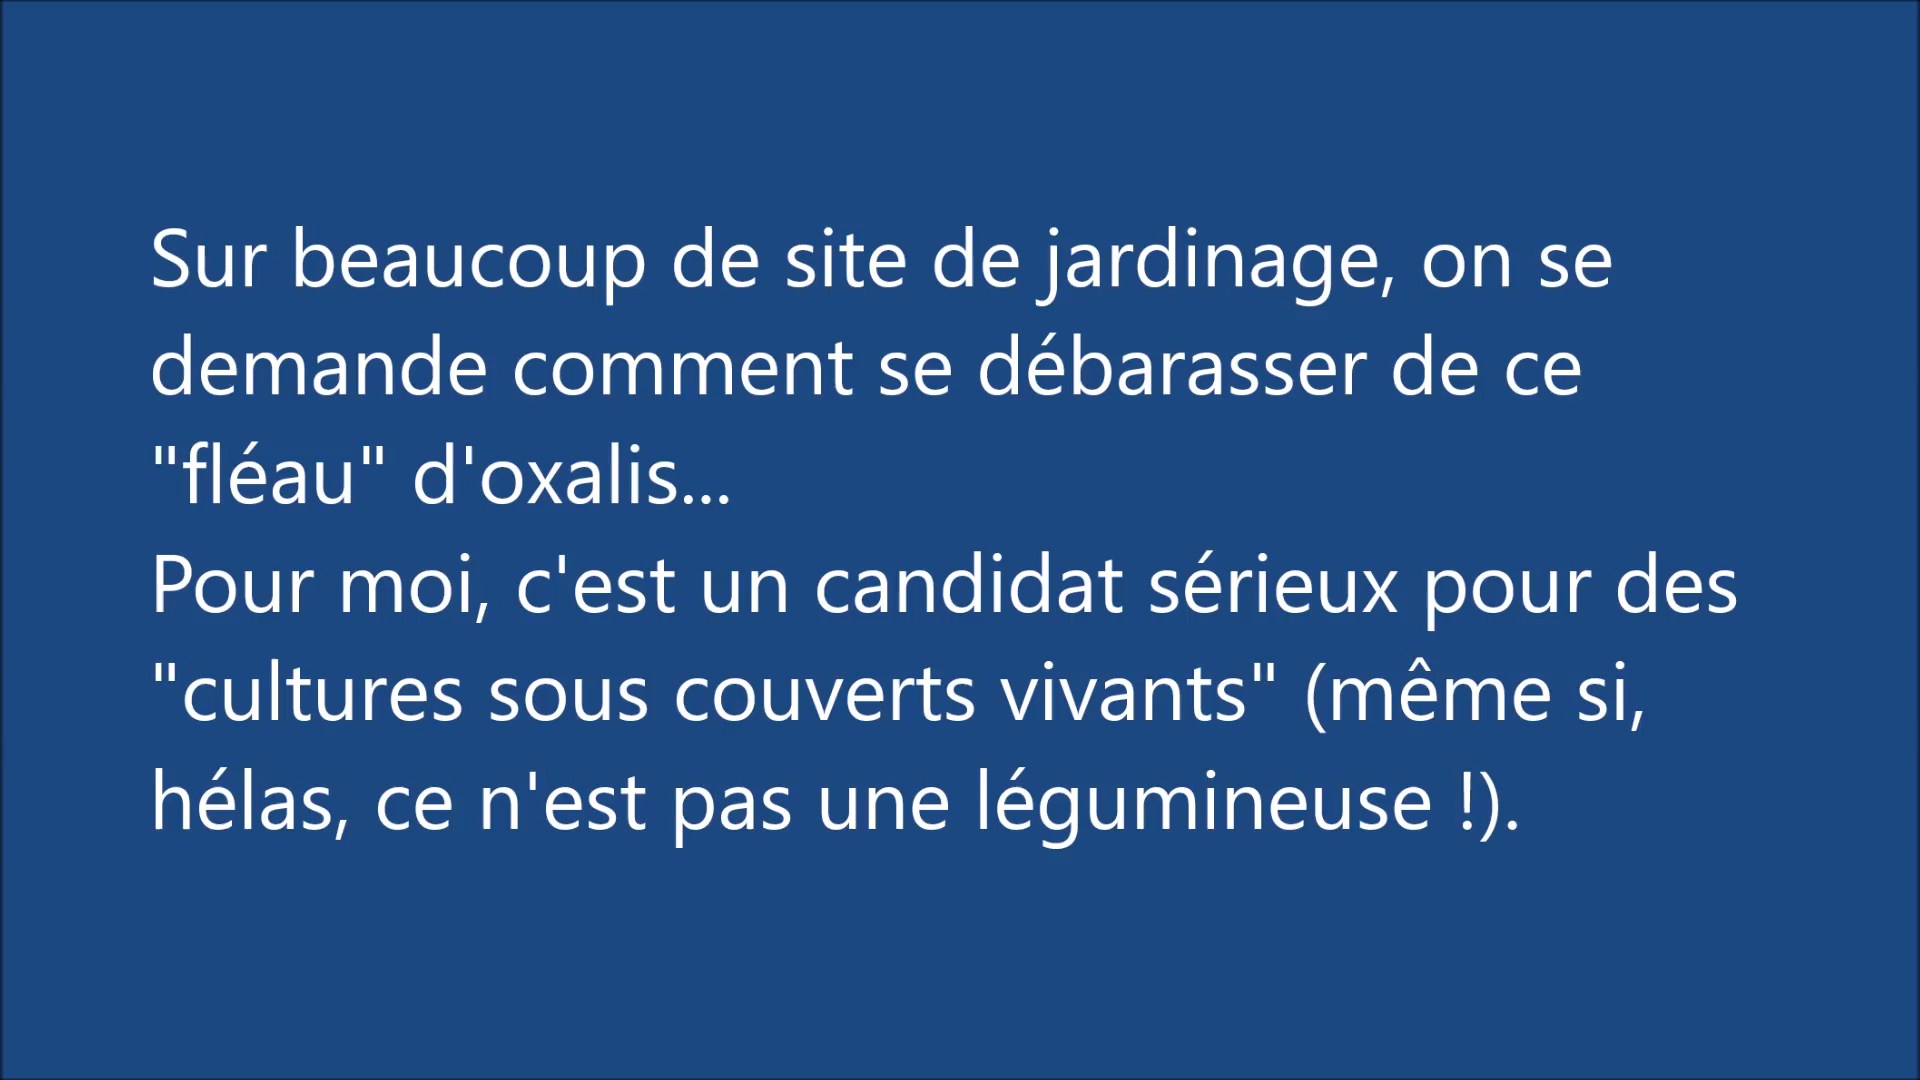 Sur beaucoup de site de jardinage, on se
demande comment se débarasser de ce
"fléau" d'oxalis...
Pour moi, c'est un candidat sérieux pour des
"cultures sous couverts vivants" (même si,
hélas, ce n'est pas une légumineuse !).